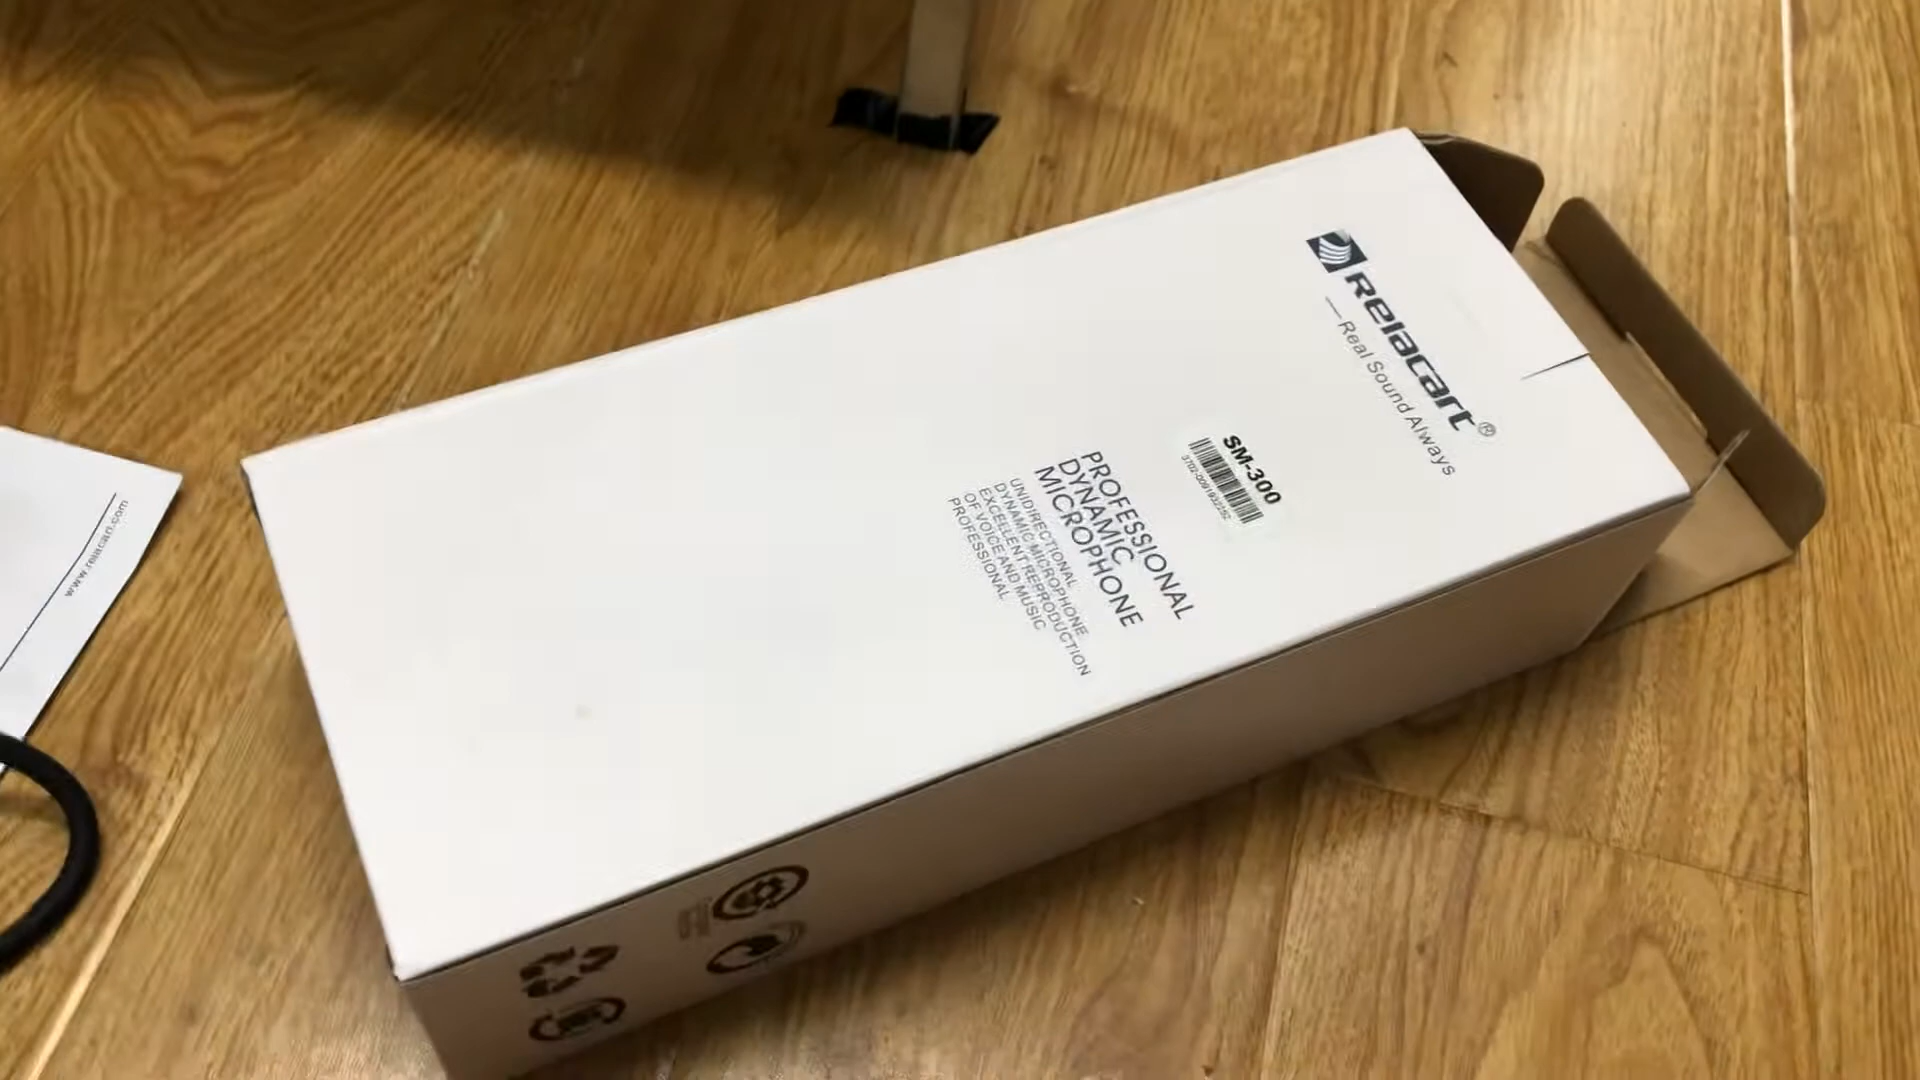 relacart®
Real Sound Always
SM-300
PROFESSIONAL
DYNAMIC
MICROPHONE
UNIDIRECTIONAL
DYNAMIC MICROPHONE
EXCELLENT REPRODUCTION
OF VOICE AND MUSIC
PROFESSIONAL
www.relacart.com